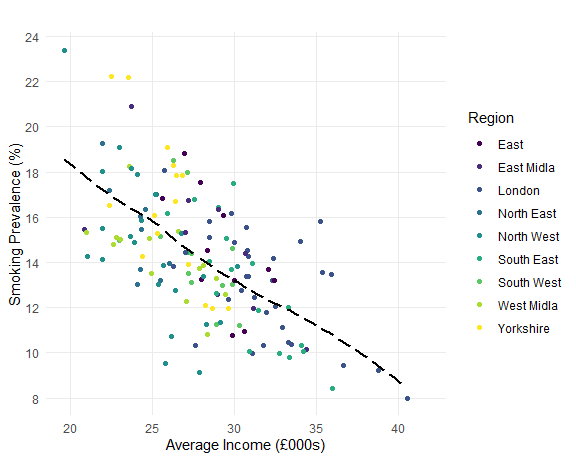 24
22
20
18
16
14
12
10
8
Smoking Prevalence (%)
20 25 30 35 40
Average Income (£000s)
Region
East
East Midla
London
North East
North West
South East
South West
West Midla
Yorkshire